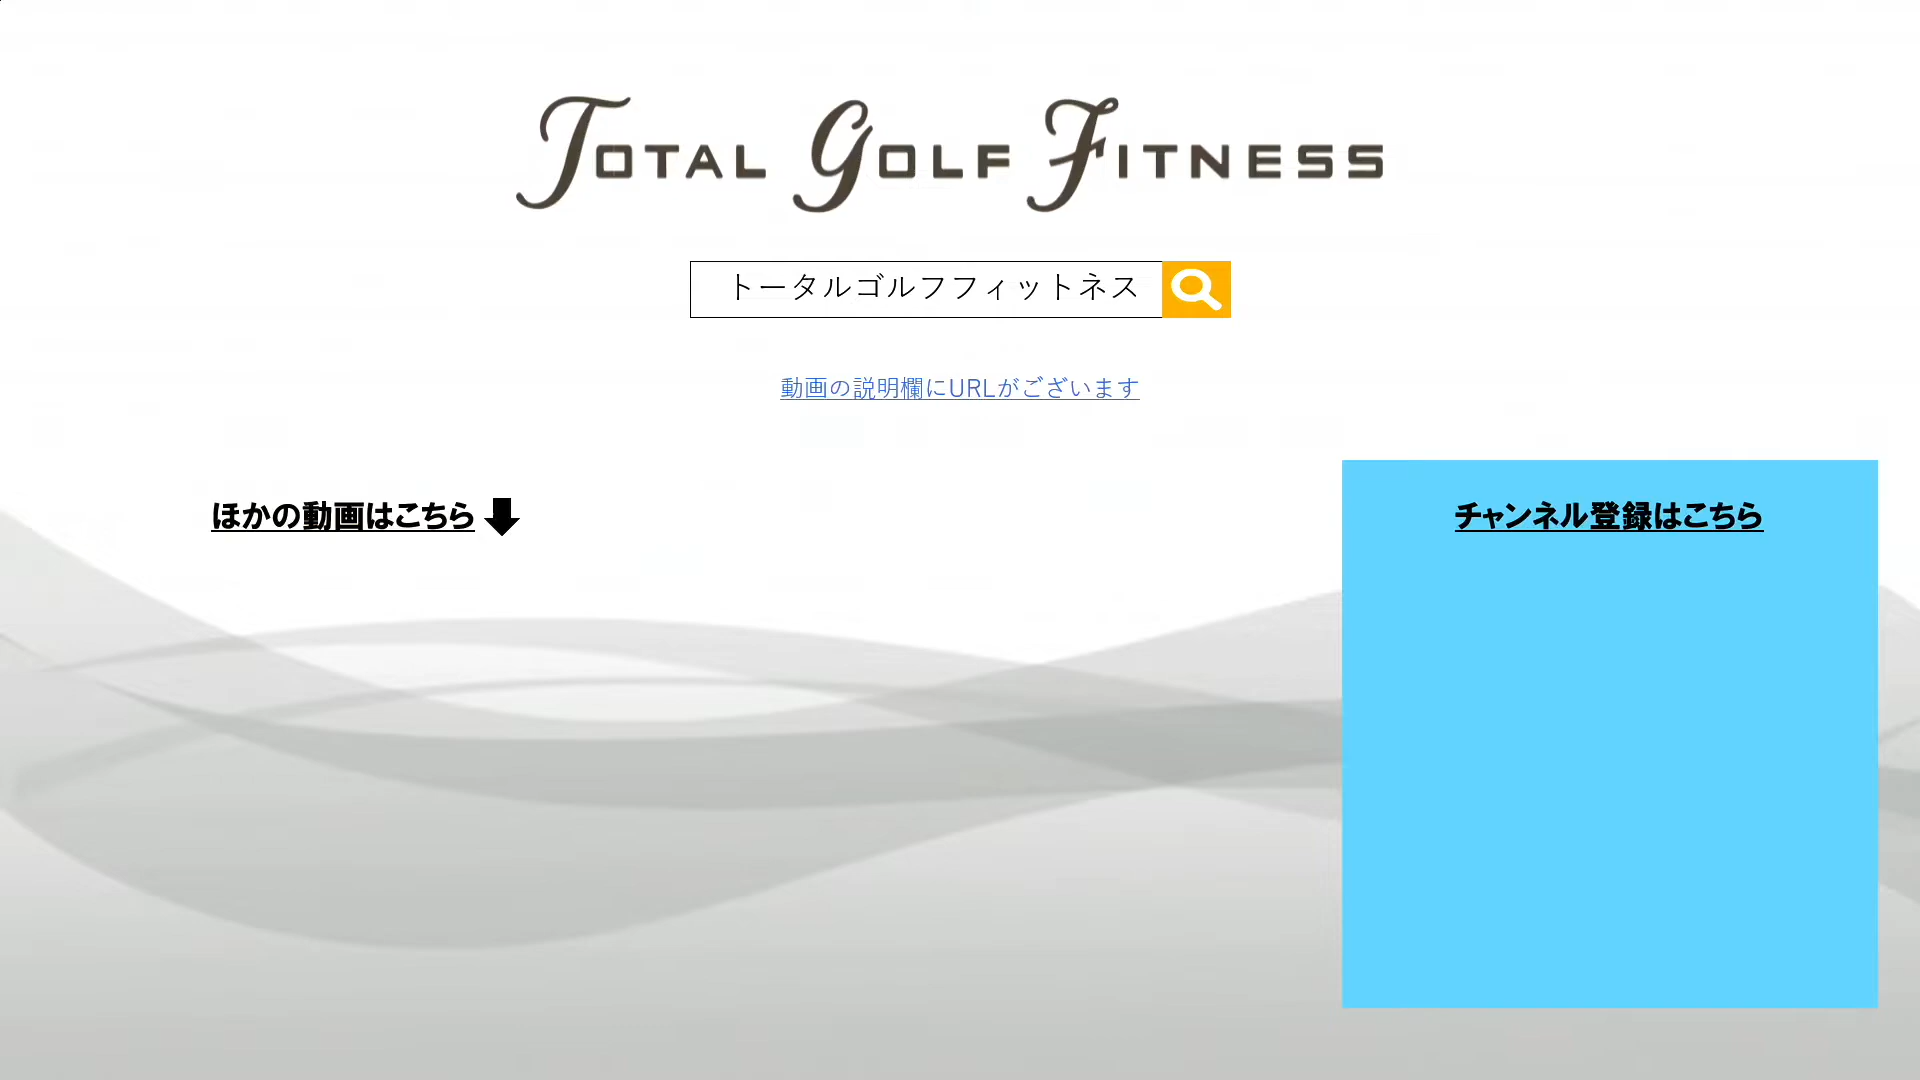 TOTAL GOLF FITNESS
トータルゴルフフィットネス
動画の説明欄にURLがございます
ほかの動画はこちら
チャンネル登録はこちら